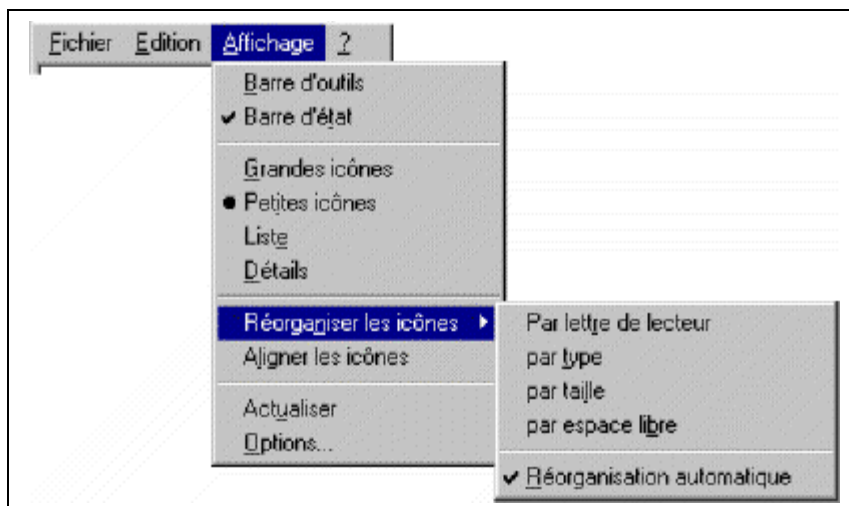 Fichier Edition Affichage ?
Barre d'outils
Barre d'état
Grandes icônes
Petites icônes
Liste
Détails
Réorganiser les icônes
Aligner les icônes
Actualiser
Options...
Par lettre de lecteur
par type
par taille
par espace libre
Réorganisation automatique